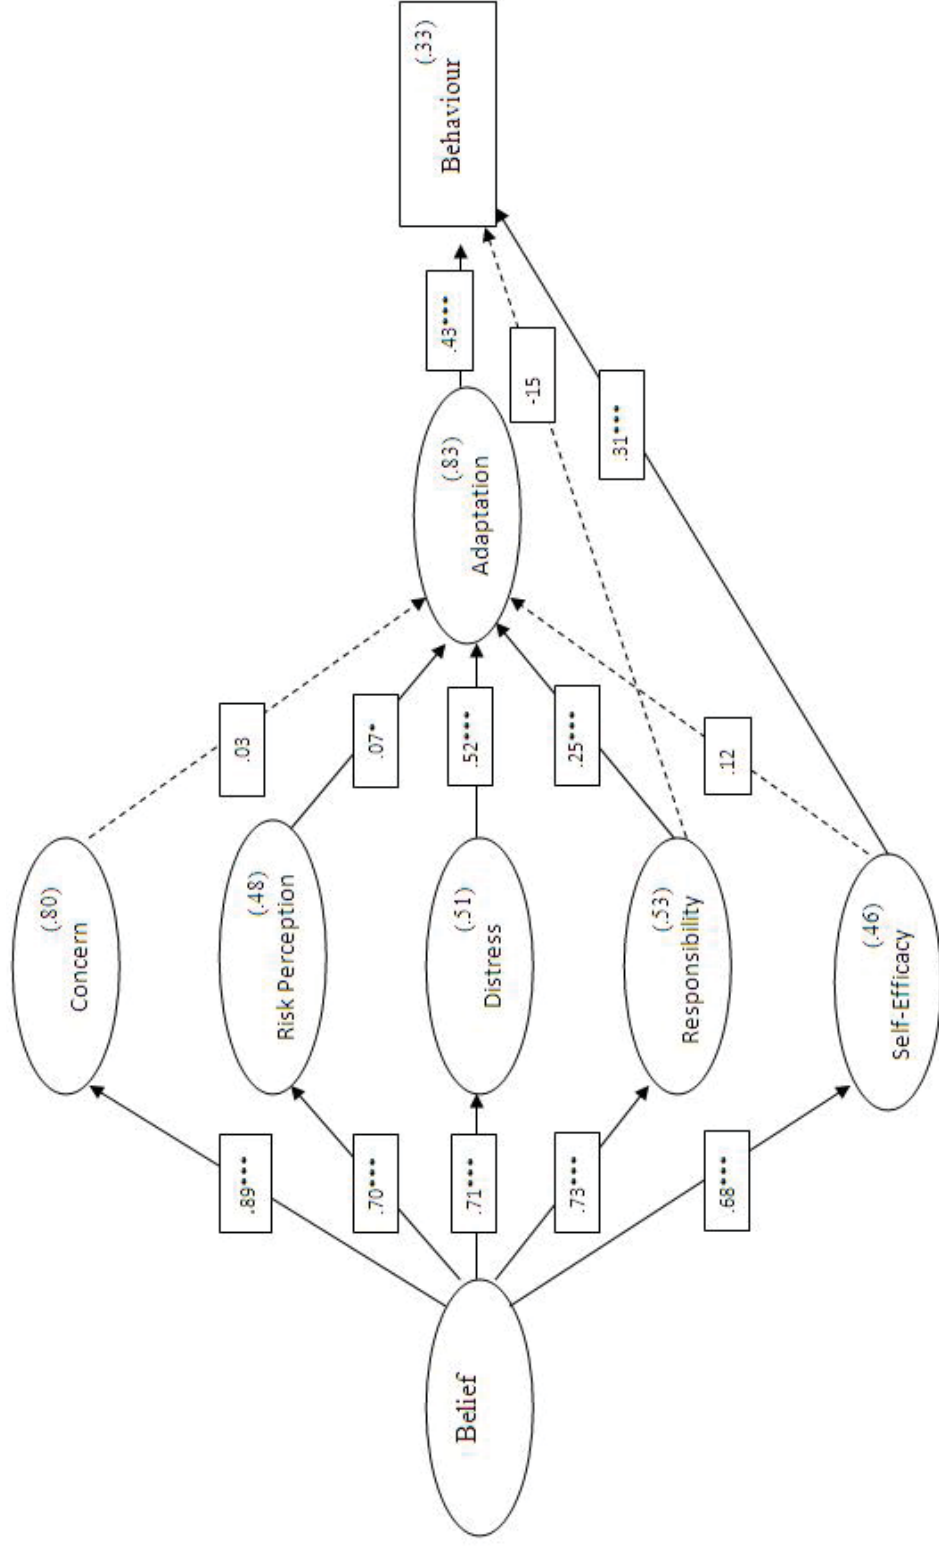 Belief
.89***
.70***
.71***
.73***
.68***
(.80)
Concern
(.48)
Risk Perception
(.51)
Distress
(.53)
Responsibility
(.46)
Self-Efficacy
.03
.07*
.52***
.25***
.12
(.83)
Adaptation
.43***
-15
.31***
(.33)
Behaviour